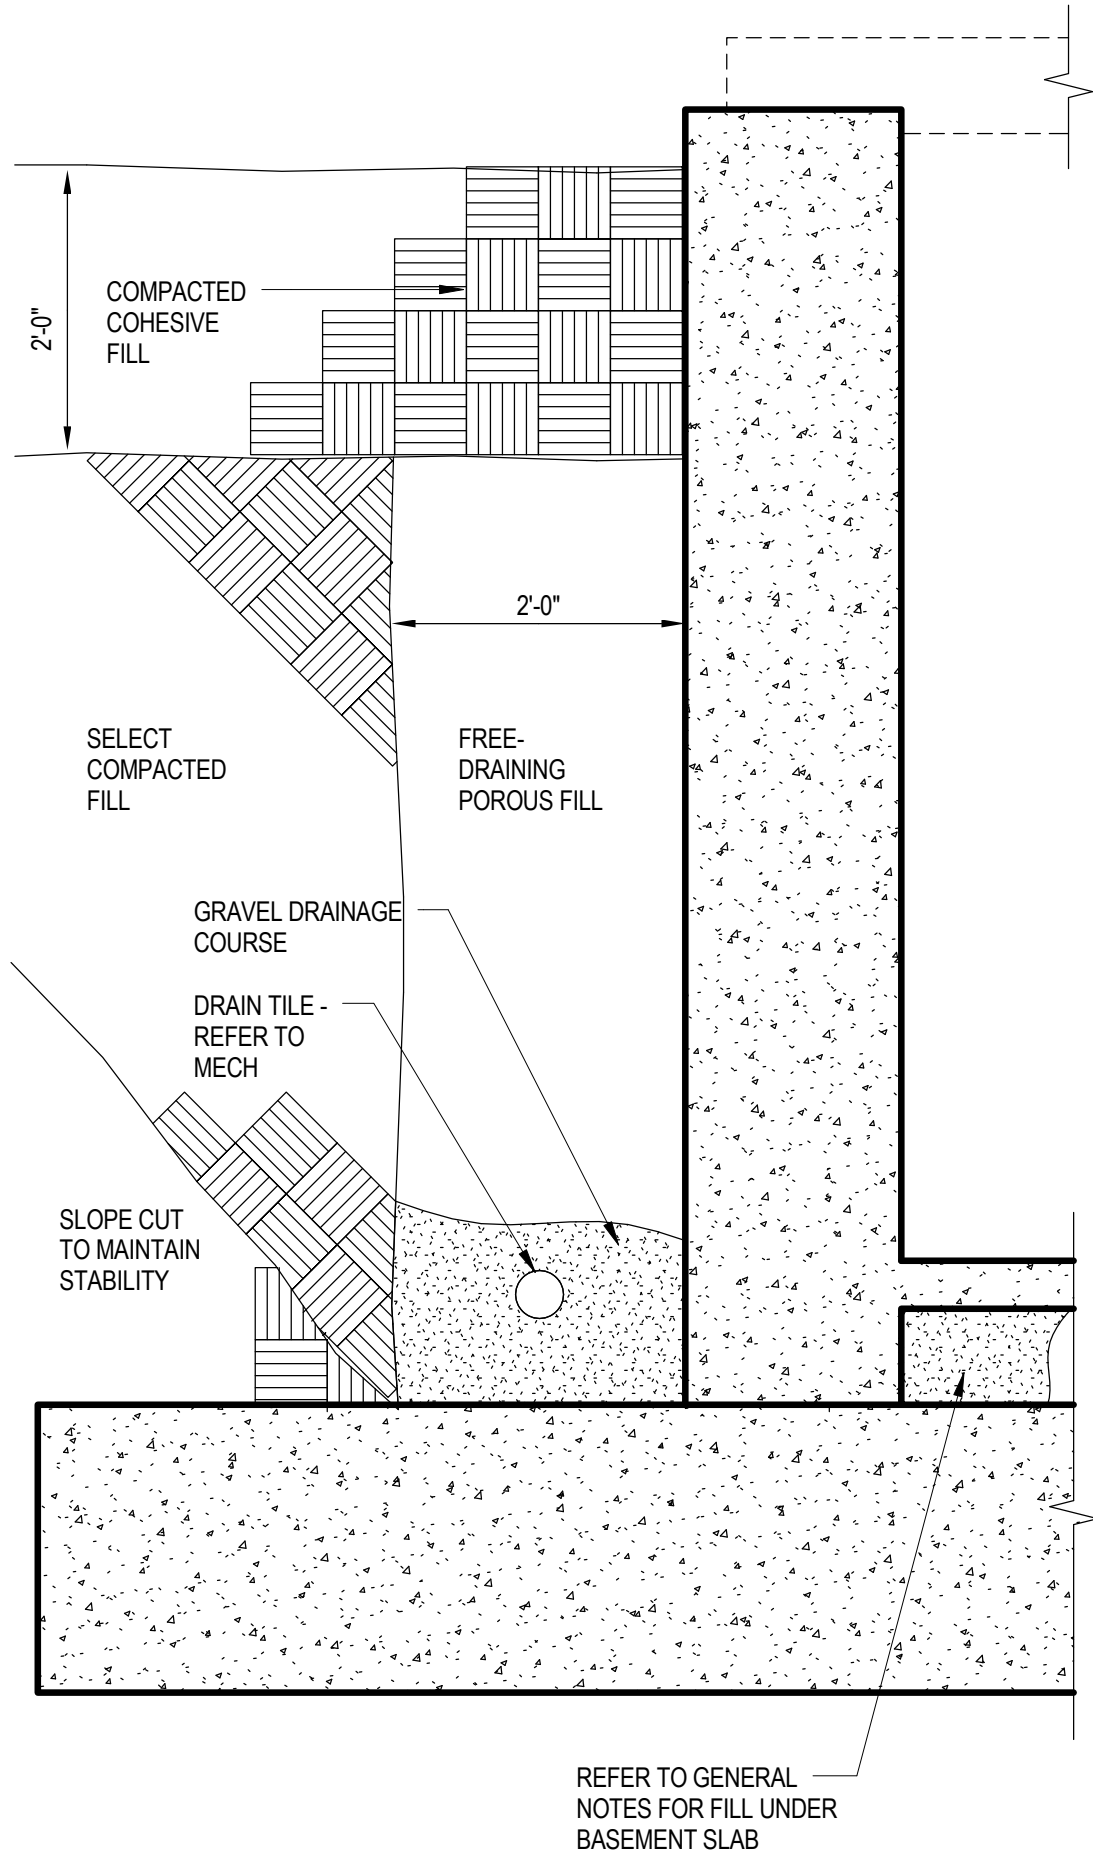 COMPACTED
COHESIVE
FILL
2'-0"
2'-0"
SELECT
COMPACTED
FILL
FREE-
DRAINING
POROUS FILL
GRAVEL DRAINAGE
COURSE
DRAIN TILE -
REFER TO
MECH
SLOPE CUT
TO MAINTAIN
STABILITY
REFER TO GENERAL
NOTES FOR FILL UNDER
BASEMENT SLAB